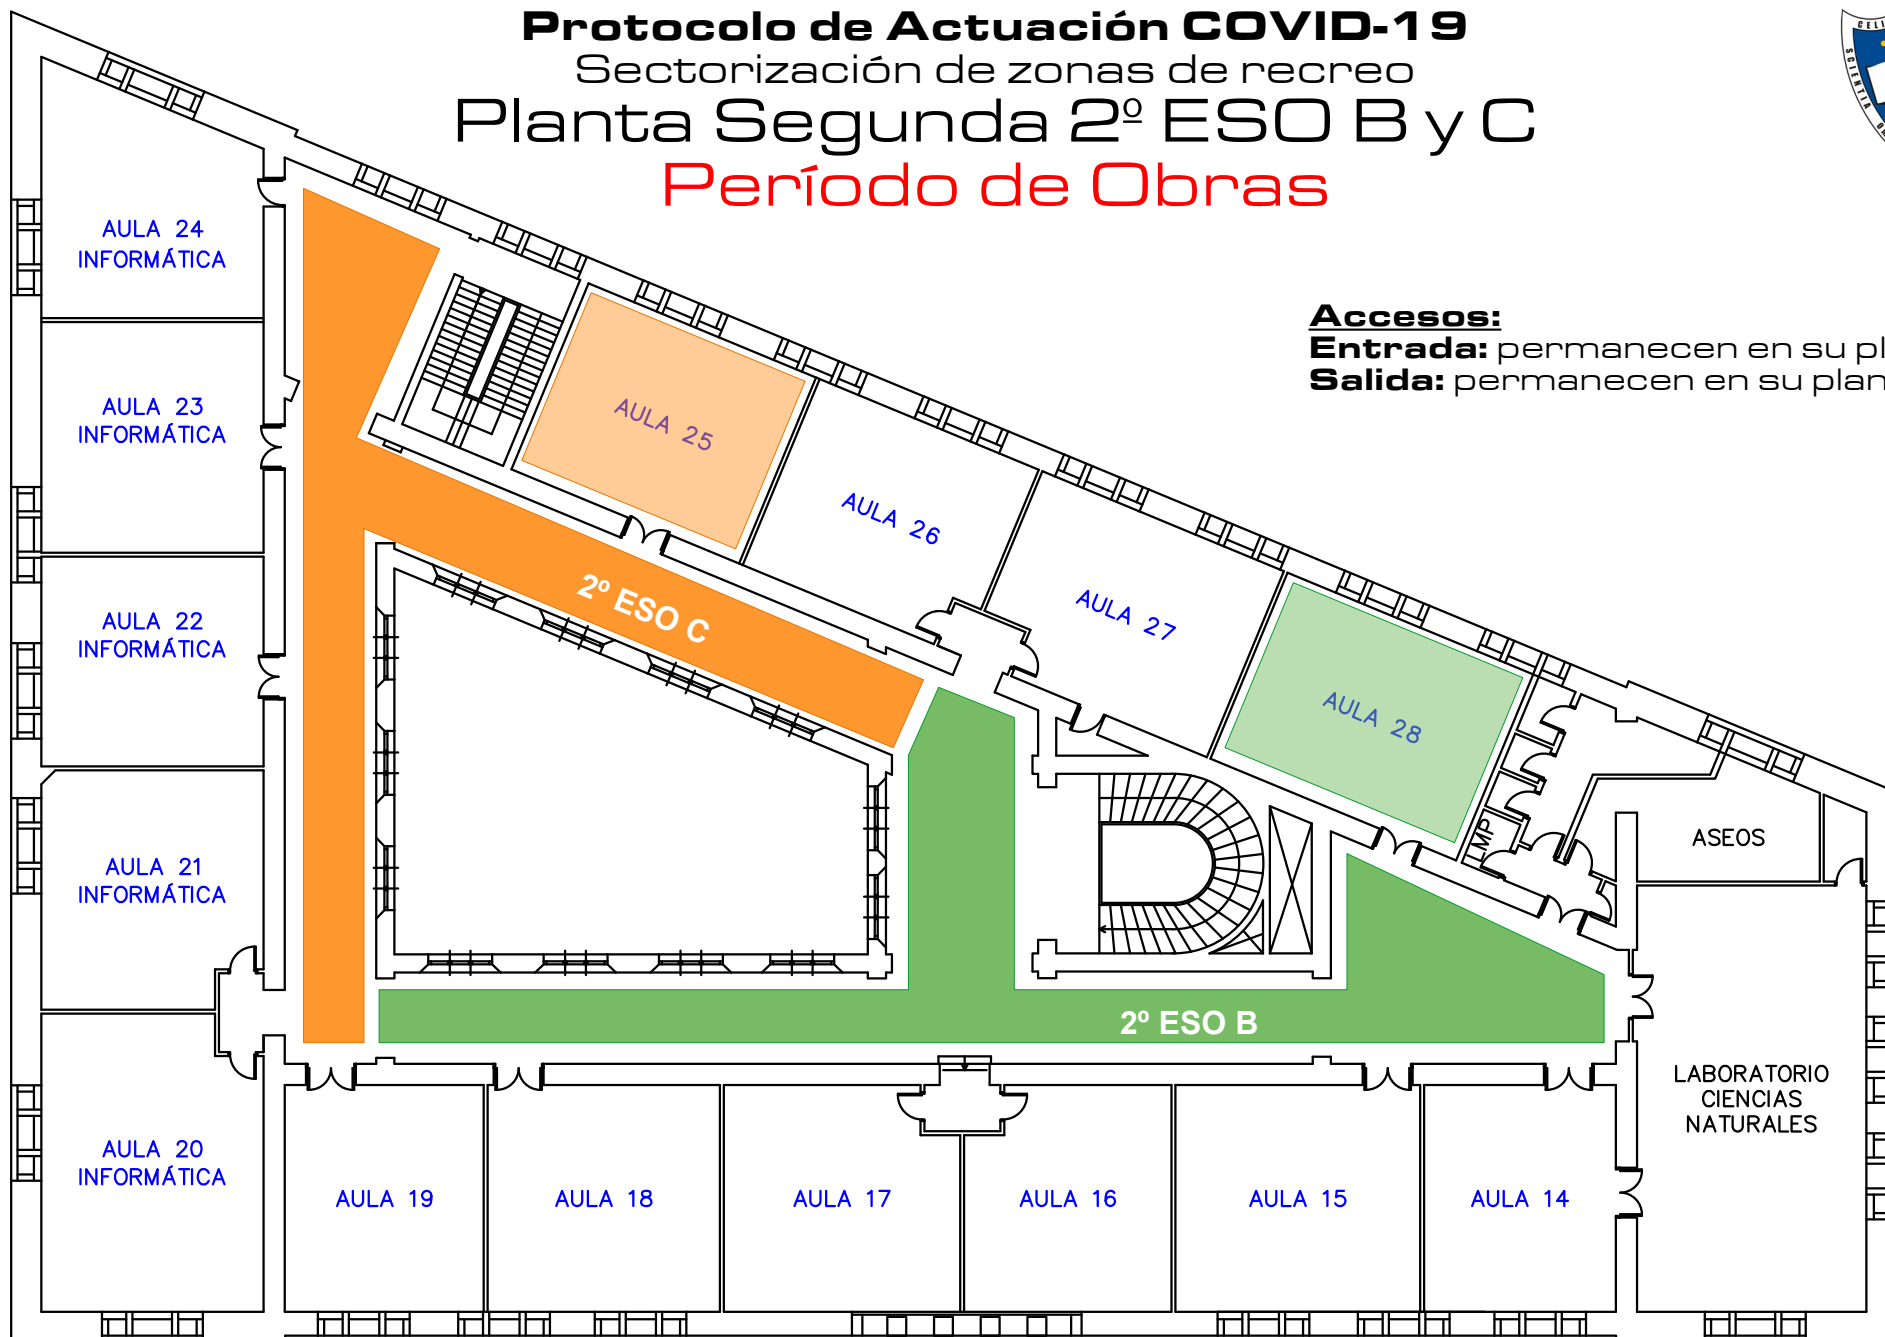 Protocolo de Actuación COVID-19
Sectorización de zonas de recreo
Planta Segunda 2º ESO B y C
Período de Obras
Accesos:
Entrada: permanecen en su
Salida: permanecen en su
AULA 24
INFORMÁTICA
AULA 23
INFORMÁTICA
AULA 22
INFORMÁTICA
AULA 21
INFORMÁTICA
AULA 20
INFORMÁTICA
AULA 25
AULA 26
AULA 27
AULA 28
2º ESO C
2º ESO B
LMP
ASEOS
LABORATORIO
CIENCIAS
NATURALES
AULA 19
AULA 18
AULA 17
AULA 16
AULA 15
AULA 14
SCIENTIA